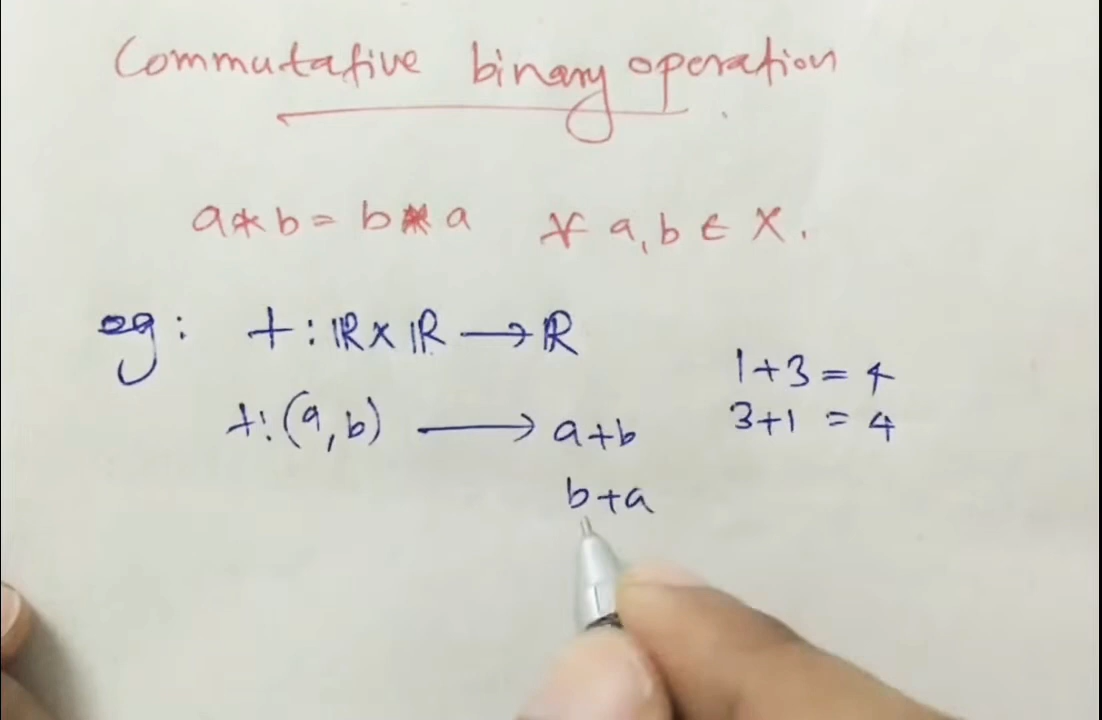 Commutative binary operation
a * b = b * a ∀ a, b ∈ X.
eg: + : ℝ × ℝ ⟶ ℝ
+: (a, b) ⟶ a+b
b+a
1+3 = 4
3+1 = 4